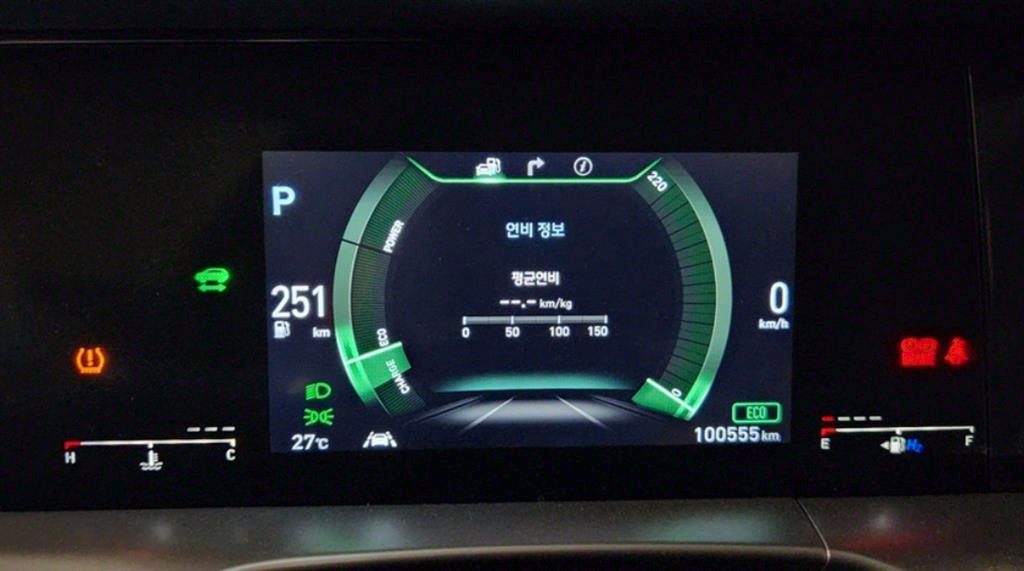 P
220
POWER
연비 정보
평균연비
--.- km/kg
0 50 100 150
251
km
0
km/h
ECO
CHARGE
0
ECO
27℃
100555 km
H C
E F
H₂